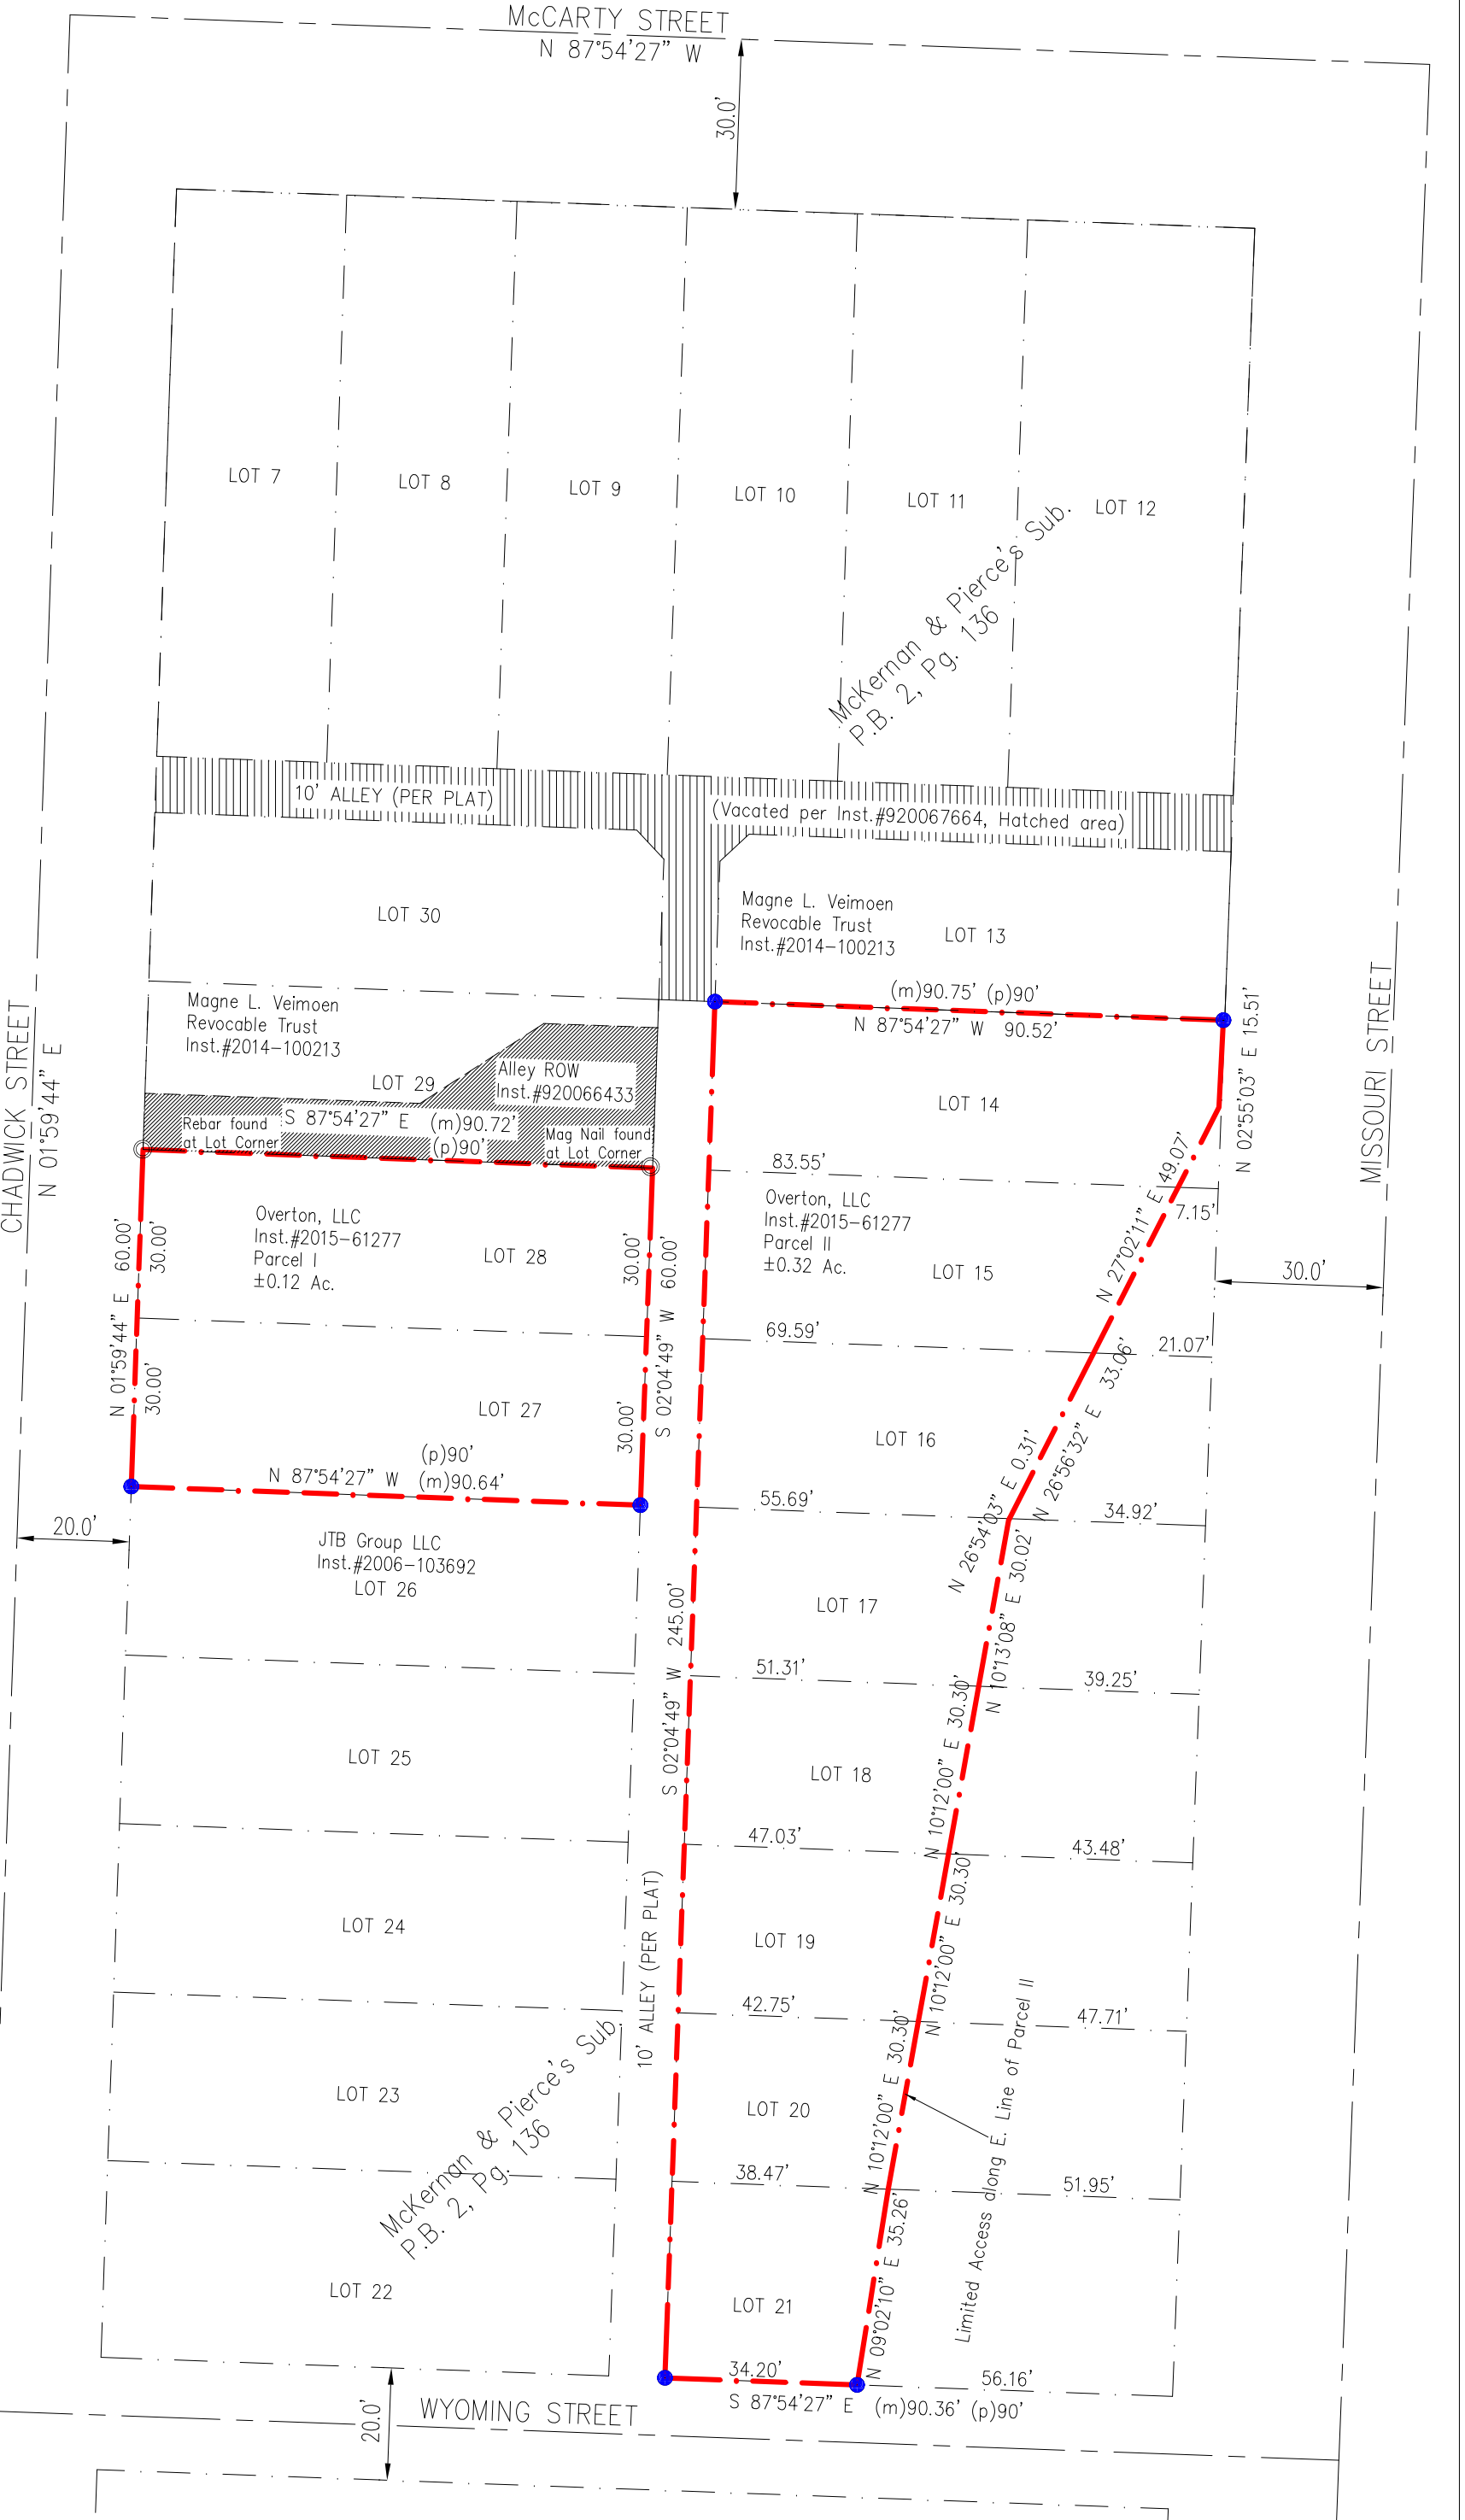 McCARTY STREET
N 87°54'27" W
30.0'
LOT 7
LOT 8
LOT 9
LOT 10
LOT 11
LOT 12
McKernan & Pierce's Sub.
P.B. 2, Pg. 136
10' ALLEY (PER PLAT)
(Vacated per Inst.#920067664, Hatched area)
LOT 30
Magne L. Veimoen
Revocable Trust
Inst.#2014-100213
LOT 13
(m)90.75' (p)90'
N 87°54'27" W 90.52'
N 02°55'03" E 15.51'
MISSOURI STREET
CHADWICK STREET
N 01°59'44" E
Magne L. Veimoen
Revocable Trust
Inst.#2014-100213
LOT 29
Alley ROW
Inst.#920066433
Rebar found
at Lot Corner
S 87°54'27" E (m)90.72'
(p)90'
Mag Nail found
at Lot Corner
LOT 14
83.55'
7.15'
N 27°02'11" E 49.07'
Overton, LLC
Inst.#2015-61277
Parcel I
±0.12 Ac.
LOT 28
N 01°59'44" E 60.00'
30.00'
30.00'
30.00'
30.00'
S 02°04'49" W 60.00'
Overton, LLC
Inst.#2015-61277
Parcel II
±0.32 Ac.
LOT 15
30.0'
69.59'
21.07'
LOT 27
(p)90'
N 87°54'27" W (m)90.64'
LOT 16
N 26°56'32" E 33.06'
N 26°54'03" E 0.31'
55.69'
34.92'
20.0'
JTB Group LLC
Inst.#2006-103692
LOT 26
LOT 17
N 10°13'08" E 30.02'
S 02°04'49" W 245.00'
51.31'
39.25'
LOT 25
LOT 18
N 10°12'00" E 30.30'
47.03'
43.48'
LOT 24
10' ALLEY (PER PLAT)
LOT 19
N 10°12'00" E 30.30'
42.75'
47.71'
LOT 23
McKernan & Pierce's Sub.
P.B. 2, Pg. 136
LOT 20
N 10°12'00" E 30.30'
Limited Access along E. Line of Parcel II
38.47'
51.95'
LOT 22
LOT 21
N 09°02'10" E 35.26'
34.20'
56.16'
S 87°54'27" E (m)90.36' (p)90'
WYOMING STREET
20.0'